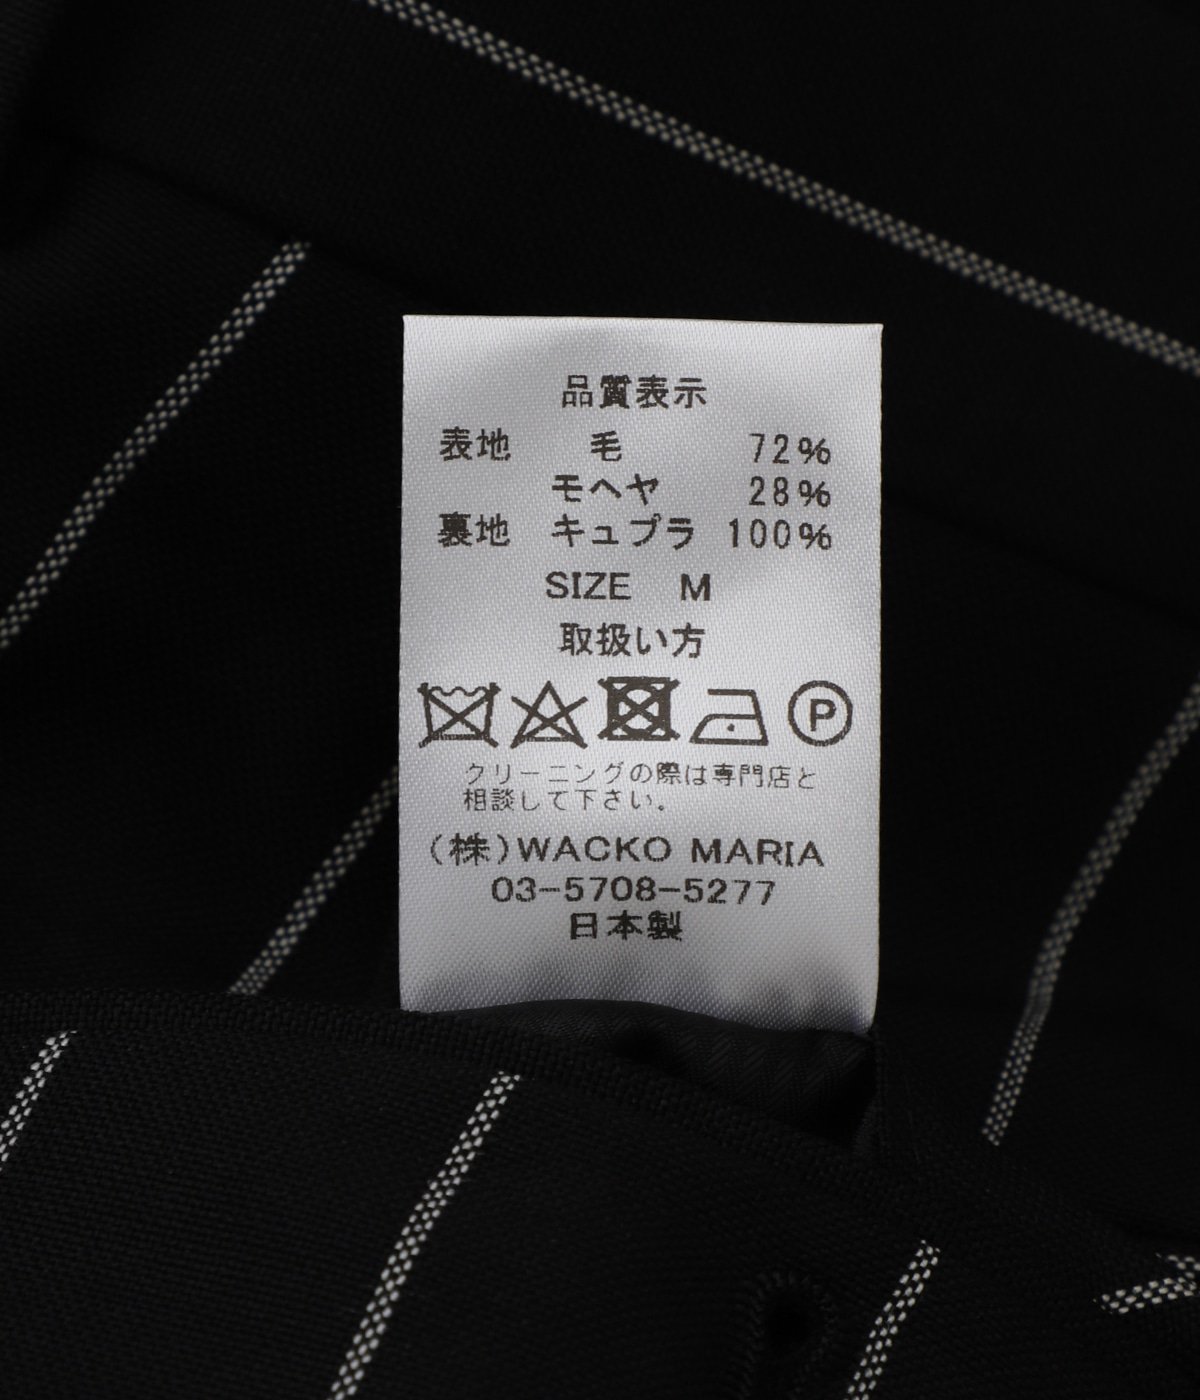 品質表示
表地 毛 72%
モヘヤ 28%
裏地 キュプラ 100%
SIZE M
取扱い方
P
クリーニングの際は専門店と
相談して下さい。
(株)WACKO MARIA
03-5708-5277
日本製